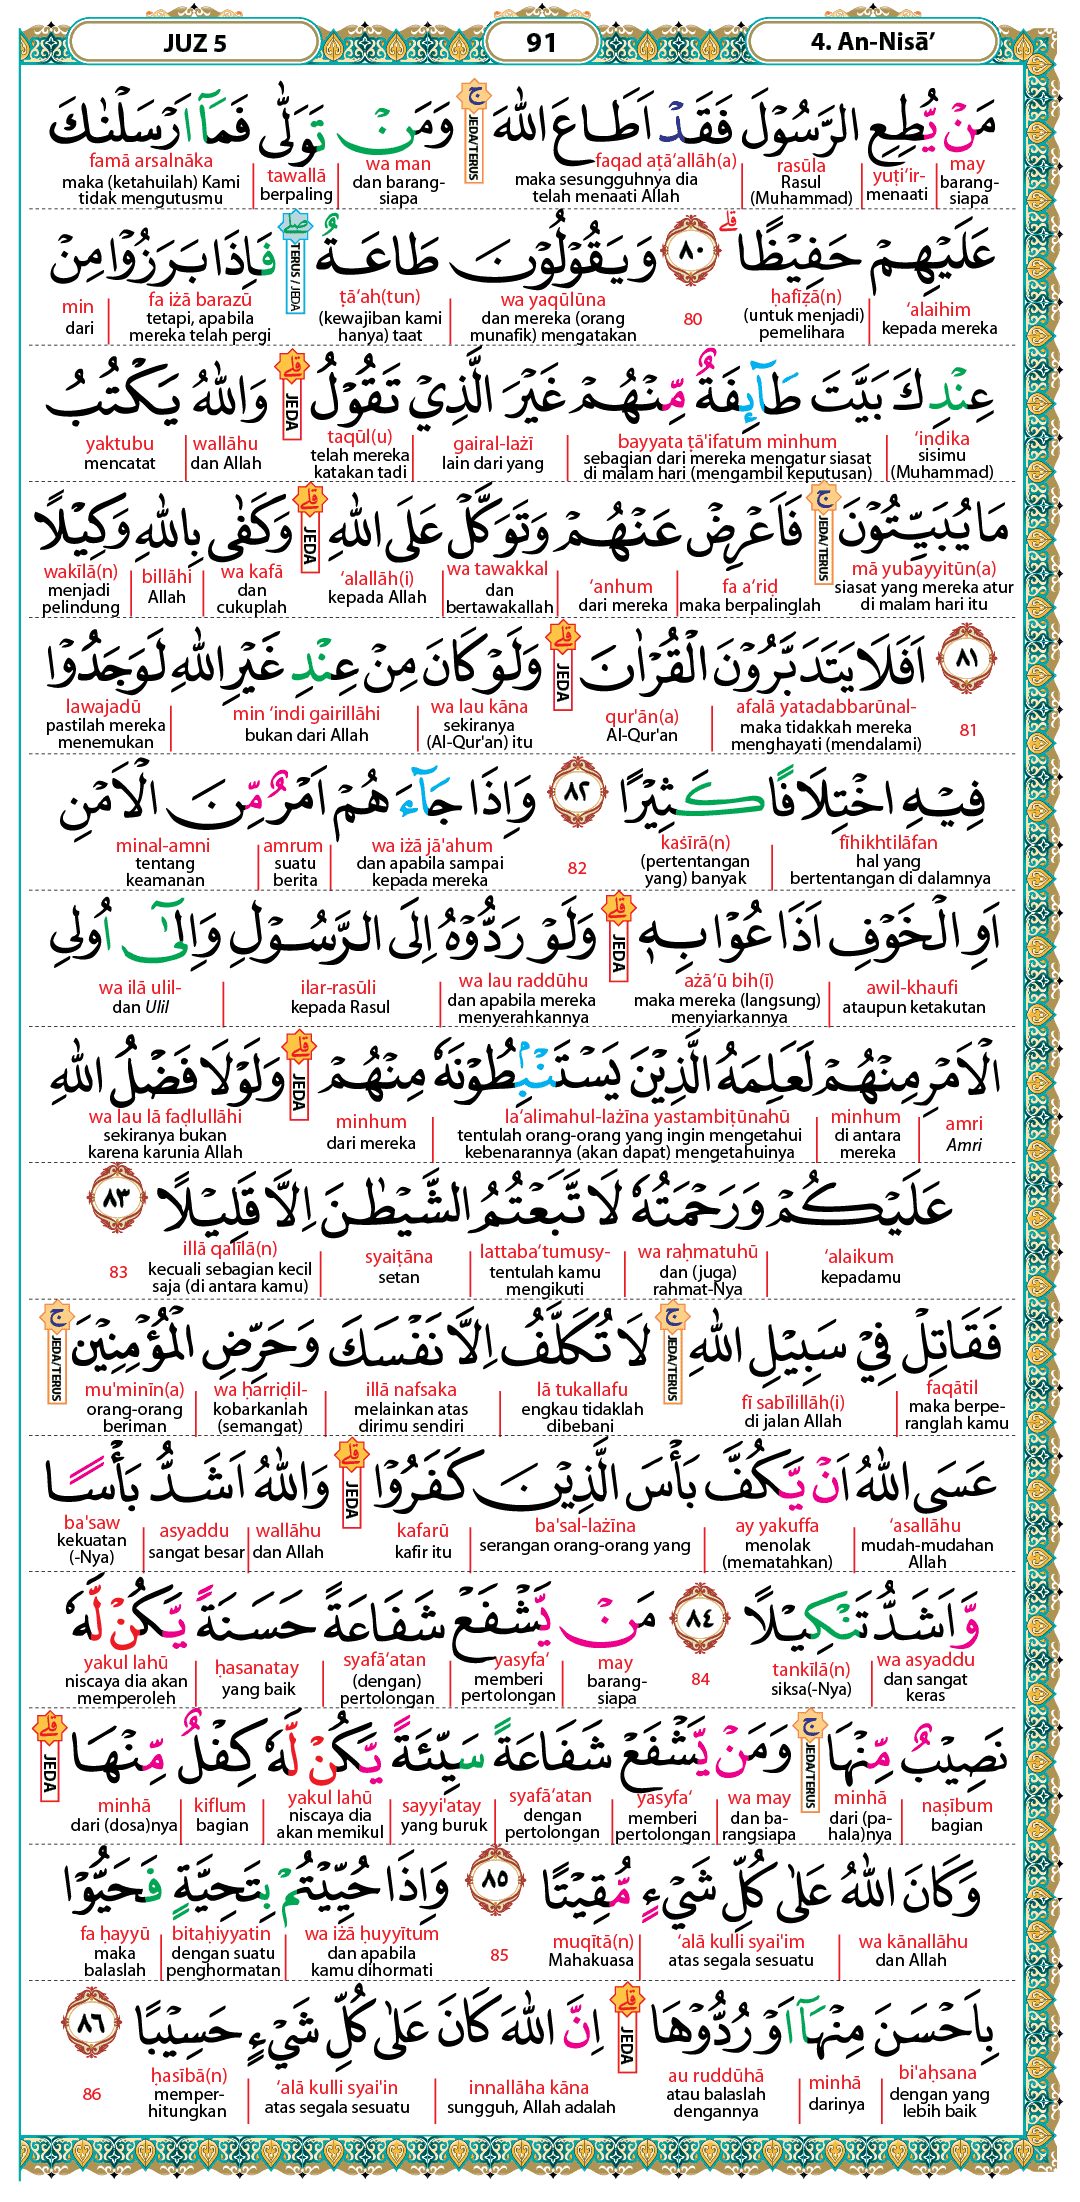 JUZ 5
91
4. An-Nisā’
مَنْ يُّطِعِ الرَّسُوْلَ فَقَدْ اَطَاعَ اللّٰهَ ۚ وَمَنْ تَوَلّٰى فَمَآ اَرْسَلْنٰكَ
JEDA/TERUS
may yuṭi‘ir- rasūla faqad aṭā‘allāh(a) wa man tawallā famā arsalnāka
barang-siapa menaati Rasul (Muhammad) maka sesungguhnya dia telah menaati Allah dan barang-siapa berpaling maka (ketahuilah) Kami tidak mengutusmu
عَلَيْهِمْ حَفِيْظًا ۗ ٨٠ وَيَقُوْلُوْنَ طَاعَةٌ ۖ فَاِذَا بَرَزُوْا مِنْ
TERUS / JEDA
‘alaihim ḥafīẓā(n) 80 wa yaqūlūna ṭā‘ah(tun) fa iżā barazū min
kepada mereka (untuk menjadi) pemelihara dan mereka (orang munafik) mengatakan (kewajiban kami hanya) taat tetapi, apabila mereka telah pergi dari
عِنْدِكَ بَيَّتَ طَآىِٕفَةٌ مِّنْهُمْ غَيْرَ الَّذِيْ تَقُوْلُ ۗ وَاللّٰهُ يَكْتُبُ
JEDA
‘indika bayyata ṭā'ifatum minhum gairal-lażī taqūl(u) wallāhu yaktubu
sisimu (Muhammad) sebagian dari mereka mengatur siasat di malam hari (mengambil keputusan) lain dari yang telah mereka katakan tadi dan Allah mencatat
مَا يُبَيِّتُوْنَ ۚ فَاَعْرِضْ عَنْهُمْ وَتَوَكَّلْ عَلَى اللّٰهِ ۗ وَكَفٰى بِاللّٰهِ وَكِيْلًا
JEDA/TERUS JEDA
mā yubayyitūn(a) fa a‘riḍ ‘anhum wa tawakkal ‘alallāh(i) wa kafā billāhi wakīlā(n)
siasat yang mereka atur di malam hari itu maka berpalinglah dari mereka dan bertawakallah kepada Allah dan cukuplah Allah menjadi pelindung
٨١ اَفَلَا يَتَدَبَّرُوْنَ الْقُرْاٰنَ ۗ وَلَوْ كَانَ مِنْ عِنْدِ غَيْرِ اللّٰهِ لَوَجَدُوْا
JEDA
81 afalā yatadabbarūnal- qur'ān(a) wa lau kāna min ‘indi gairillāhi lawajadū
maka tidakkah mereka menghayati (mendalami) Al-Qur'an sekiranya (Al-Qur'an) itu bukan dari Allah pastilah mereka menemukan
فِيْهِ اخْتِلَافًا كَثِيْرًا ٨٢ وَاِذَا جَاۤءَهُمْ اَمْرٌ مِّنَ الْاَمْنِ
fīhikhtilāfan kaśīrā(n) 82 wa iżā jā'ahum amrum minal-amni
hal yang bertentangan di dalamnya (pertentangan yang) banyak dan apabila sampai kepada mereka suatu berita tentang keamanan
اَوِ الْخَوْفِ اَذَاعُوْا بِهٖ ۗ وَلَوْ رَدُّوْهُ اِلَى الرَّسُوْلِ وَاِلٰٓى اُولِى
JEDA
awil-khaufi ażā‘ū bih(ī) wa lau raddūhu ilar-rasūli wa ilā ulil-
ataupun ketakutan maka mereka (langsung) menyiarkannya dan apabila mereka menyerahkannya kepada Rasul dan Ulil
الْاَمْرِ مِنْهُمْ لَعَلِمَهُ الَّذِيْنَ يَسْتَنْۢبِطُوْنَهٗ مِنْهُمْ ۗ وَلَوْلَا فَضْلُ اللّٰهِ
JEDA
amri minhum la‘alimahul-lażīna yastambiṭūnahū minhum wa lau lā faḍlullāhi
Amri di antara mereka tentulah orang-orang yang ingin mengetahui kebenarannya (akan dapat) mengetahuinya dari mereka sekiranya bukan karena karunia Allah
عَلَيْكُمْ وَرَحْمَتُهٗ لَاتَّبَعْتُمُ الشَّيْطٰنَ اِلَّا قَلِيْلًا ٨٣
‘alaikum wa raḥmatuhū lattaba‘tumusy- syaiṭāna illā qalīlā(n) 83
kepadamu dan (juga) rahmat-Nya tentulah kamu mengikuti setan kecuali sebagian kecil saja (di antara kamu)
فَقَاتِلْ فِيْ سَبِيْلِ اللّٰهِ ۚ لَا تُكَلَّفُ اِلَّا نَفْسَكَ وَحَرِّضِ الْمُؤْمِنِيْنَ ۚ
JEDA/TERUS JEDA/TERUS
faqātil fī sabīlillāh(i) lā tukallafu illā nafsaka wa ḥarriḍil- mu'minīn(a)
maka berpe-ranglah kamu di jalan Allah engkau tidaklah dibebani melainkan atas dirimu sendiri kobarkanlah (semangat) orang-orang beriman
عَسَى اللّٰهُ اَنْ يَّكُفَّ بَأْسَ الَّذِيْنَ كَفَرُوْا ۗ وَاللّٰهُ اَشَدُّ بَأْسًا
JEDA
‘asallāhu ay yakuffa ba'sal-lażīna kafarū wallāhu asyaddu ba'saw
mudah-mudahan Allah menolak (mematahkan) serangan orang-orang yang kafir itu dan Allah sangat besar kekuatan (-Nya)
وَّاَشَدُّ تَنْكِيْلًا ٨٤ مَنْ يَّشْفَعْ شَفَاعَةً حَسَنَةً يَّكُنْ لَّهٗ
wa asyaddu tankīlā(n) 84 may yasyfa‘ syafā‘atan ḥasanatay yakul lahū
dan sangat keras siksa(-Nya) barang-siapa memberi pertolongan (dengan) pertolongan yang baik niscaya dia akan memperoleh
نَصِيْبٌ مِّنْهَا ۚ وَمَنْ يَّشْفَعْ شَفَاعَةً سَيِّئَةً يَّكُنْ لَّهٗ كِفْلٌ مِّنْهَا ۗ
JEDA/TERUS JEDA
naṣībum minhā wa may yasyfa‘ syafā‘atan sayyi'atay yakul lahū kiflum minhā
bagian dari (pa-hala)nya dan ba-rangsiapa memberi pertolongan dengan pertolongan yang buruk niscaya dia akan memikul bagian dari (dosa)nya
وَكَانَ اللّٰهُ عَلٰى كُلِّ شَيْءٍ مُّقِيْتًا ٨٥ وَاِذَا حُيِّيْتُمْ بِتَحِيَّةٍ فَحَيُّوْا
wa kānallāhu ‘alā kulli syai'im muqītā(n) 85 wa iżā ḥuyyītum bitaḥiyyatin fa ḥayyū
dan Allah atas segala sesuatu Mahakuasa dan apabila kamu dihormati dengan suatu penghormatan maka balaslah
بِاَحْسَنَ مِنْهَآ اَوْ رُدُّوْهَا ۗ اِنَّ اللّٰهَ كَانَ عَلٰى كُلِّ شَيْءٍ حَسِيْبًا ٨٦
JEDA
bi'aḥsana minhā au ruddūhā innallāha kāna ‘alā kulli syai'in ḥasībā(n) 86
dengan yang lebih baik darinya atau balaslah dengannya sungguh, Allah adalah atas segala sesuatu memper-hitungkan